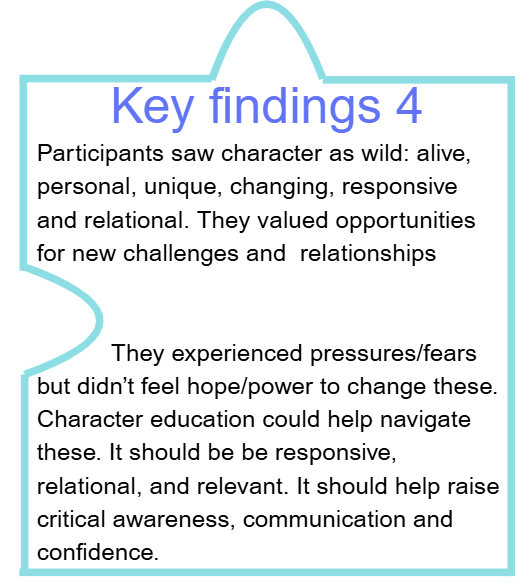 Key findings 4
Participants saw character as wild: alive,
personal, unique, changing, responsive
and relational. They valued opportunities
for new challenges and  relationships
They experienced pressures/fears
but didn’t feel hope/power to change these.
Character education could help navigate
these. It should be be responsive,
relational, and relevant. It should help raise
critical awareness, communication and
confidence.